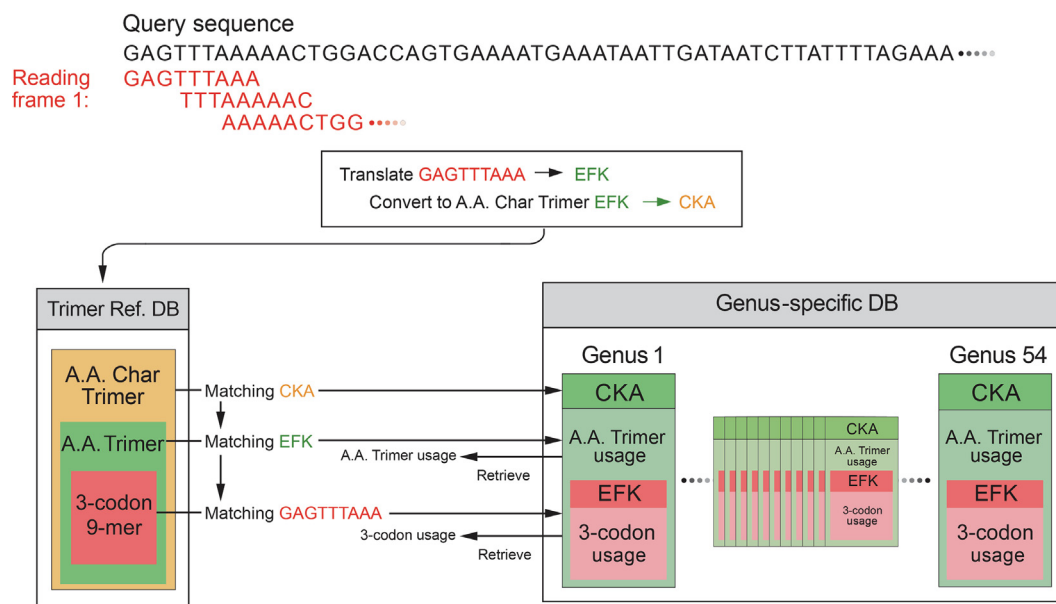 Query sequence
GAGTTTAAAAACTGGACCAGTGAAAATGAAATAATTGATAATCTTATTTTAGAAA
Reading
frame 1:
GAGTTTAAA
TTTAAAAAC
AAAAACTGG
Translate GAGTTTAAA → EFK
Convert to A.A. Char Trimer EFK → CKA
Trimer Ref. DB
A.A. Char
Trimer
A.A. Trimer
3-codon
9-mer
Matching CKA
Matching EFK
A.A. Trimer usage
Retrieve
Matching GAGTTTAAA
3-codon usage
Retrieve
Genus-specific DB
Genus 1
CKA
A.A. Trimer
usage
EFK
3-codon
usage
CKA
A.A. Trimer
usage
EFK
3-codon
usage
Genus 54
CKA
A.A. Trimer
usage
EFK
3-codon
usage